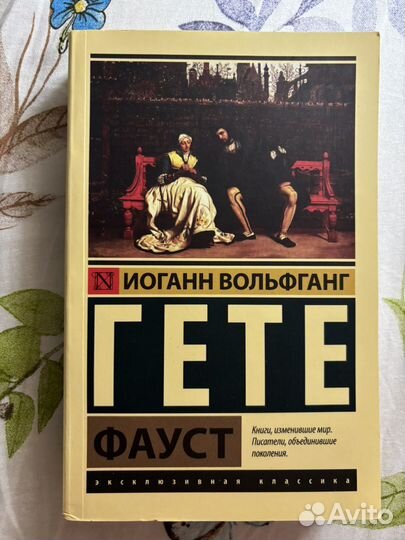 N
ИОГАНН ВОЛЬФГАНГ
ГЕТЕ
ФАУСТ
Книги, изменившие мир.
Писатели, объединившие
поколения.
эксклюзивная классика
Avito